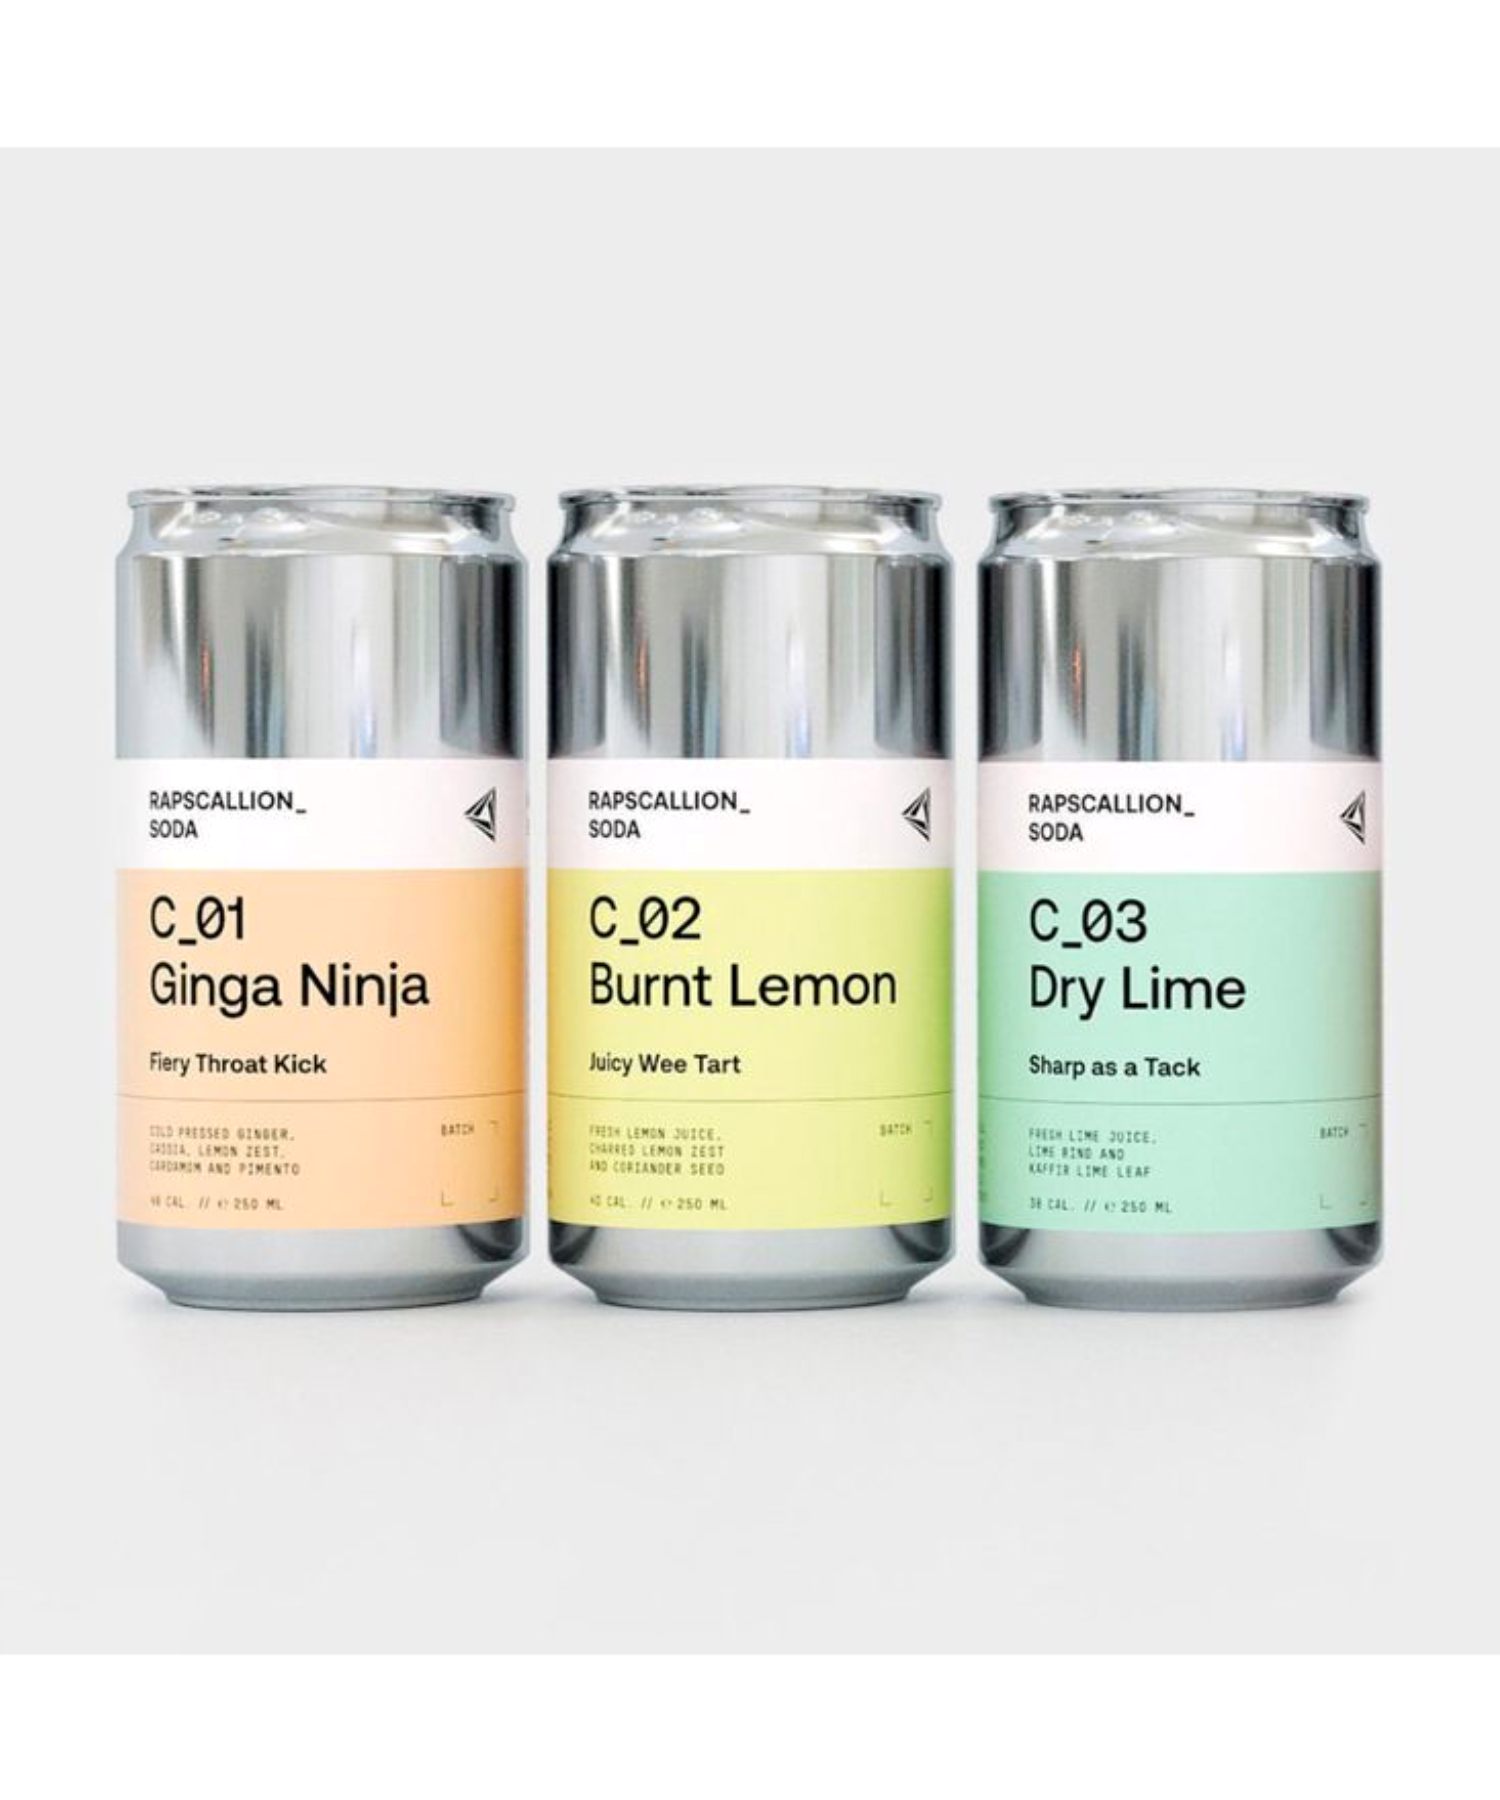 RAPSCALLION_
SODA
C_01
Ginga Ninja
Fiery Throat Kick
COLD PRESSED GINGER,
CASSIA, LEMON ZEST,
CARDAMOM AND PIMENTO
BATCH
CAL. // ℮ 250 ML
RAPSCALLION_
SODA
C_02
Burnt Lemon
Juicy Wee Tart
FRESH LEMON JUICE,
CHARRED LEMON ZEST
AND CORIANDER SEED
BATCH
CAL. // ℮ 250 ML
RAPSCALLION_
SODA
C_03
Dry Lime
Sharp as a Tack
FRESH LIME JUICE,
LIME RIND AND
KAFFIR LIME LEAF
BATCH
38 CAL. // ℮ 250 ML